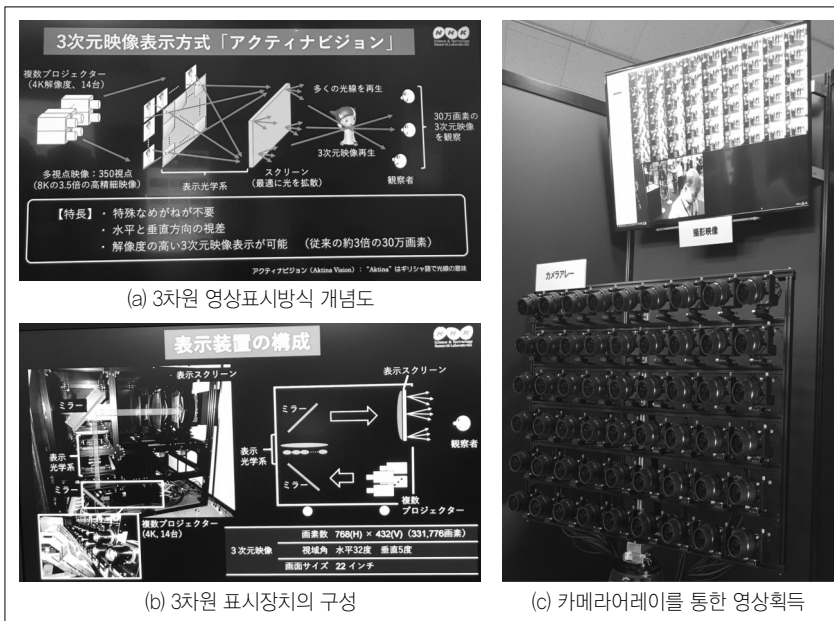 3次元映像表示方式「アクティナビジョン」
NHK
Science & Technology
Research Laboratories
複数プロジェクター
(4K解像度、14台)
多くの光線を再生
30万画素の
3次元映像
を観察
3次元映像再生
多視点映像：350視点
(8Kの3.5倍の高精細映像)
表示光学系
スクリーン
(最適に光を拡散)
観察者
【特長】・ 特殊なめがねが不要
・ 水平と垂直方向の視差
・ 解像度の高い3次元映像表示が可能 （従来の約3倍の30万画素）
アクティナビジョン（Aktina Vision）："Aktina"はギリシャ語で光線の意味
(a) 3차원 영상표시방식 개념도
表示装置の構成
NHK
Science & Technology
Research Laboratories
表示スクリーン
ミラー
表示
光学系
ミラー
複数プロジェクター
(4K, 14台)
表示スクリーン
ミラー
表示
光学系
ミラー
観察者
複数
プロジェクター
3次元映像
画素数 768(H) × 432(V)（331,776画素）
視域角 水平32度 垂直5度
画面サイズ 22 インチ
(b) 3차원 표시장치의 구성
撮影映像
カメラアレー
(c) 카메라어레이를 통한 영상획득